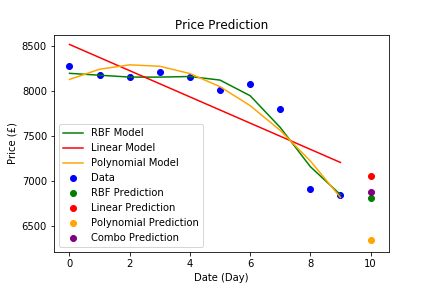 Price Prediction
8500
8000
7500
7000
6500
Price (£)
RBF Model
Linear Model
Polynomial Model
Data
RBF Prediction
Linear Prediction
Polynomial Prediction
Combo Prediction
0 2 4 6 8 10
Date (Day)